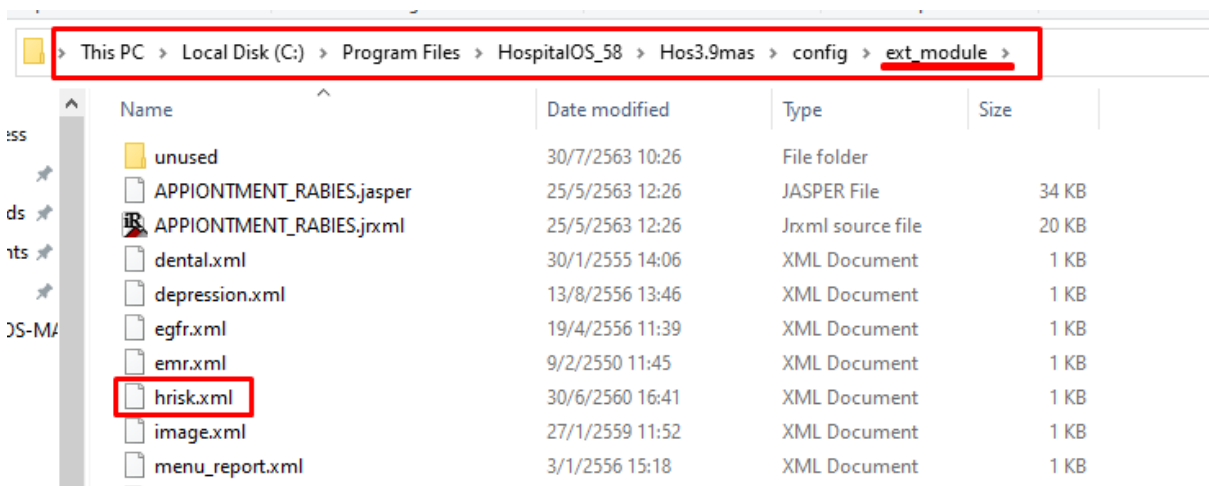 This PC > Local Disk (C:) > Program Files > HospitalOS_58 > Hos3.9mas > config > ext_module >
Name Date modified Type Size
unused 30/7/2563 10:26 File folder
APPIONTMENT_RABIES.jasper 25/5/2563 12:26 JASPER File 34 KB
APPIONTMENT_RABIES.jrxml 25/5/2563 12:26 Jrxml source file 20 KB
dental.xml 30/1/2555 14:06 XML Document 1 KB
depression.xml 13/8/2556 13:46 XML Document 1 KB
egfr.xml 19/4/2556 11:39 XML Document 1 KB
emr.xml 9/2/2550 11:45 XML Document 1 KB
hrisk.xml 30/6/2560 16:41 XML Document 1 KB
image.xml 27/1/2559 11:52 XML Document 1 KB
menu_report.xml 3/1/2556 15:18 XML Document 1 KB